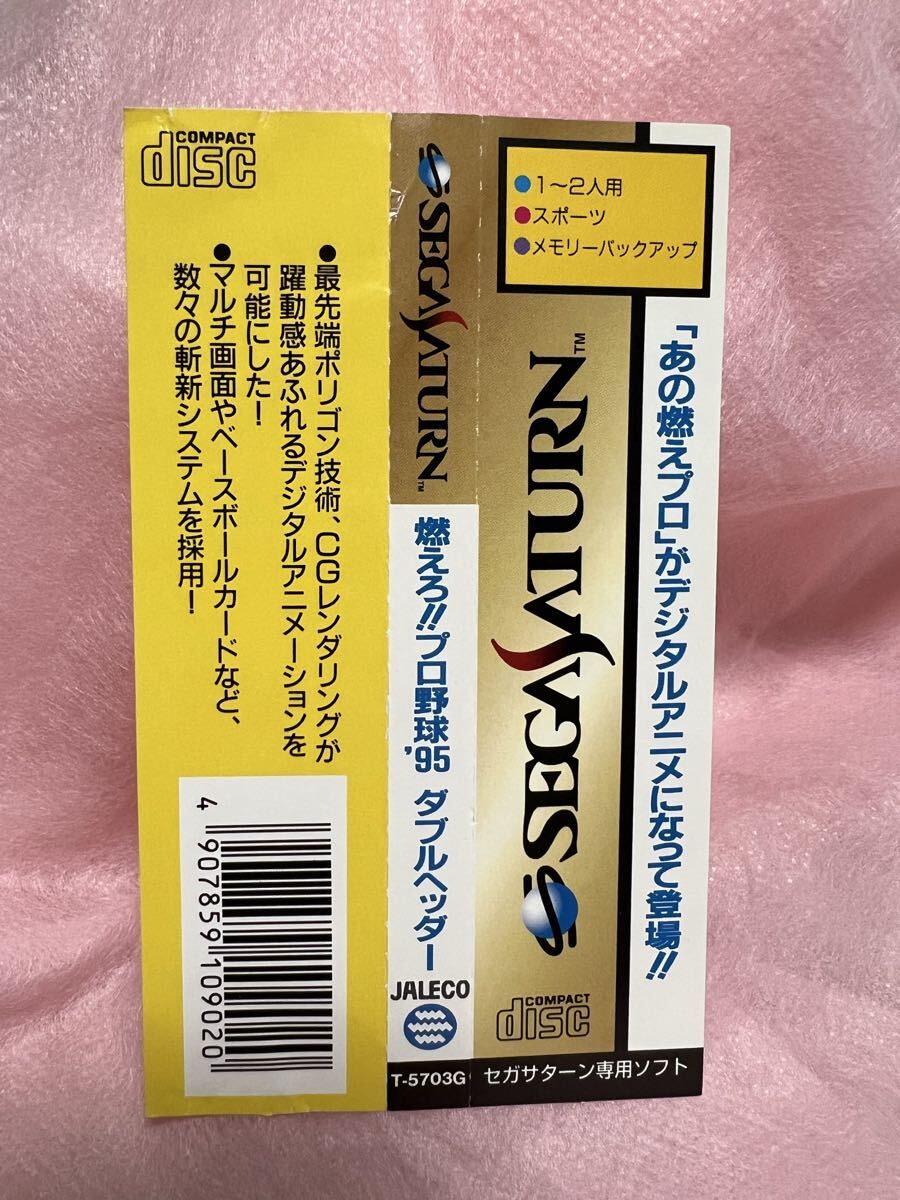 COMPACT
disc
●最先端ポリゴン技術、CGレンダリングが
躍動感あふれるデジタルアニメーションを
可能にした！
●マルチ画面やベースボールカードなど、
数々の斬新システムを採用！
4 907859 109020
SEGA SATURN™
燃えろ!!プロ野球'95 ダブルヘッダー
JALECO
T-5703G
●1〜2人用
●スポーツ
●メモリーバックアップ
SEGA SATURN™
COMPACT
disc
「あの燃えプロ」がデジタルアニメになって登場!!
セガサターン専用ソフト